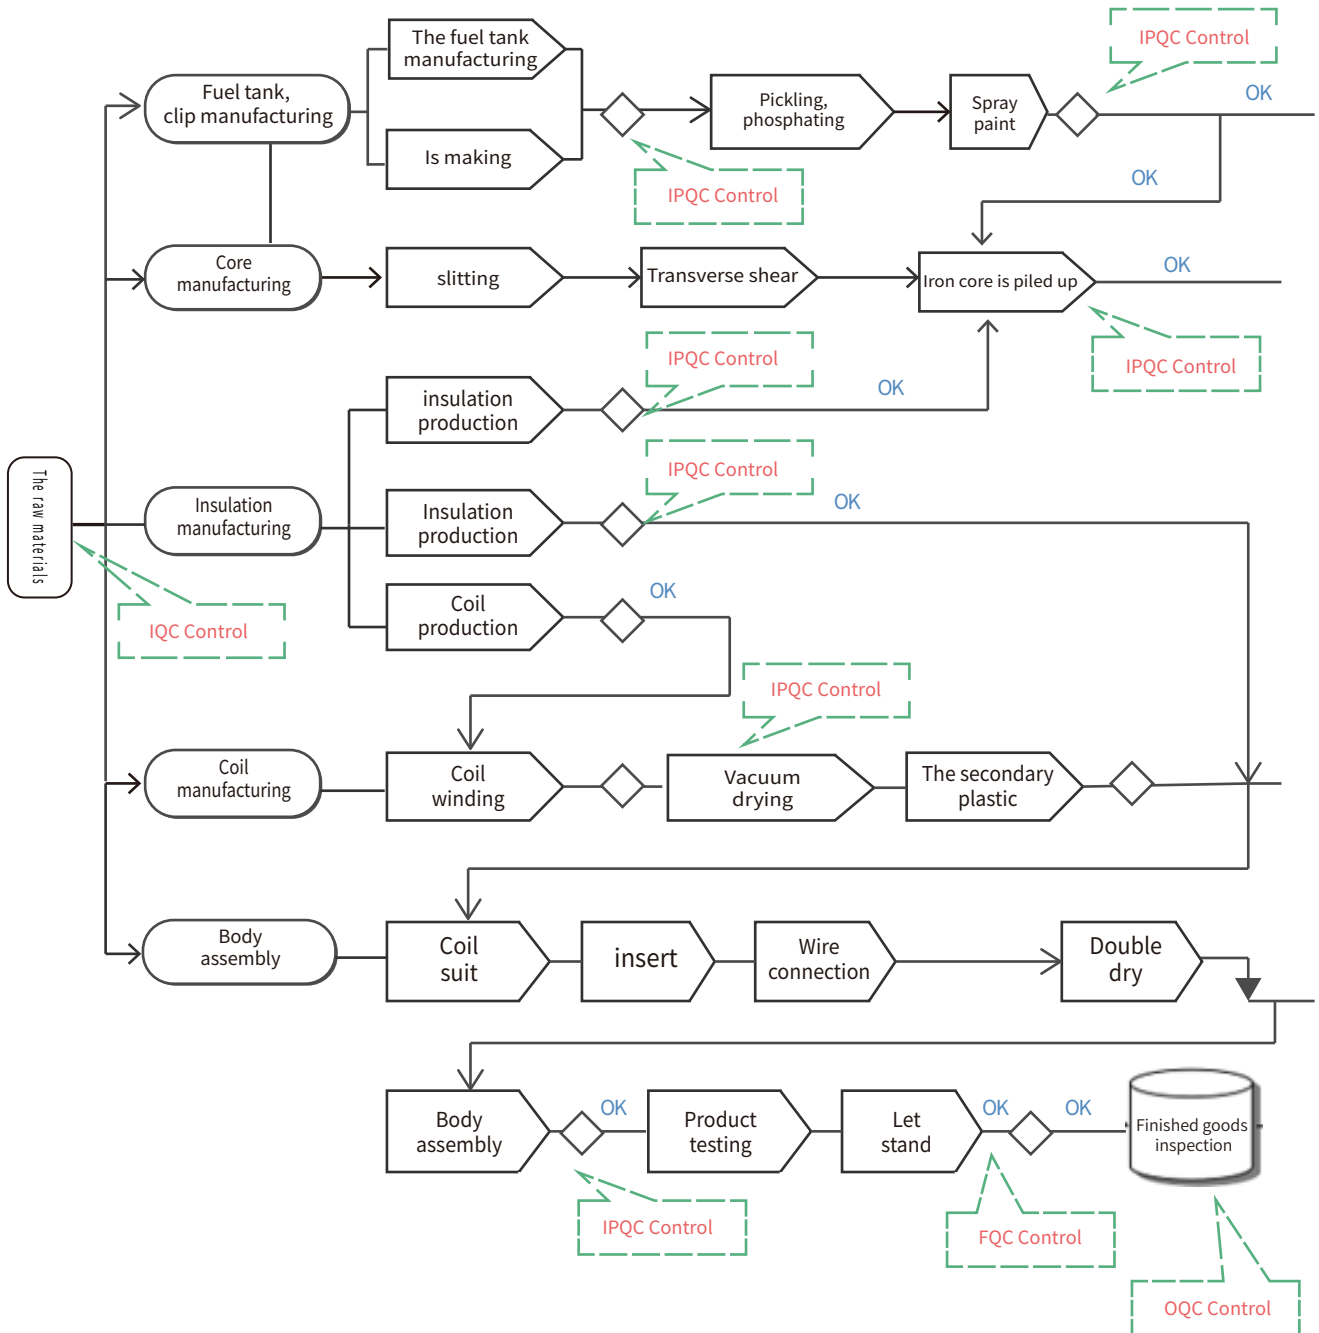 The fuel tank
manufacturing
IPQC Control
Fuel tank,
clip manufacturing
Pickling,
phosphating
Spray
paint
OK
Is making
IPQC Control
OK
Core
manufacturing
slitting
Transverse shear
Iron core is piled up
OK
IPQC Control
IPQC Control
insulation
production
OK
IPQC Control
The raw materials
Insulation
manufacturing
Insulation
production
OK
Coil
production
OK
IQC Control
IPQC Control
Coil
manufacturing
Coil
winding
Vacuum
drying
The secondary
plastic
Body
assembly
Coil
suit
insert
Wire
connection
Double
dry
Body
assembly
OK
Product
testing
Let
stand
OK
OK
Finished goods
inspection
IPQC Control
FQC Control
OQC Control